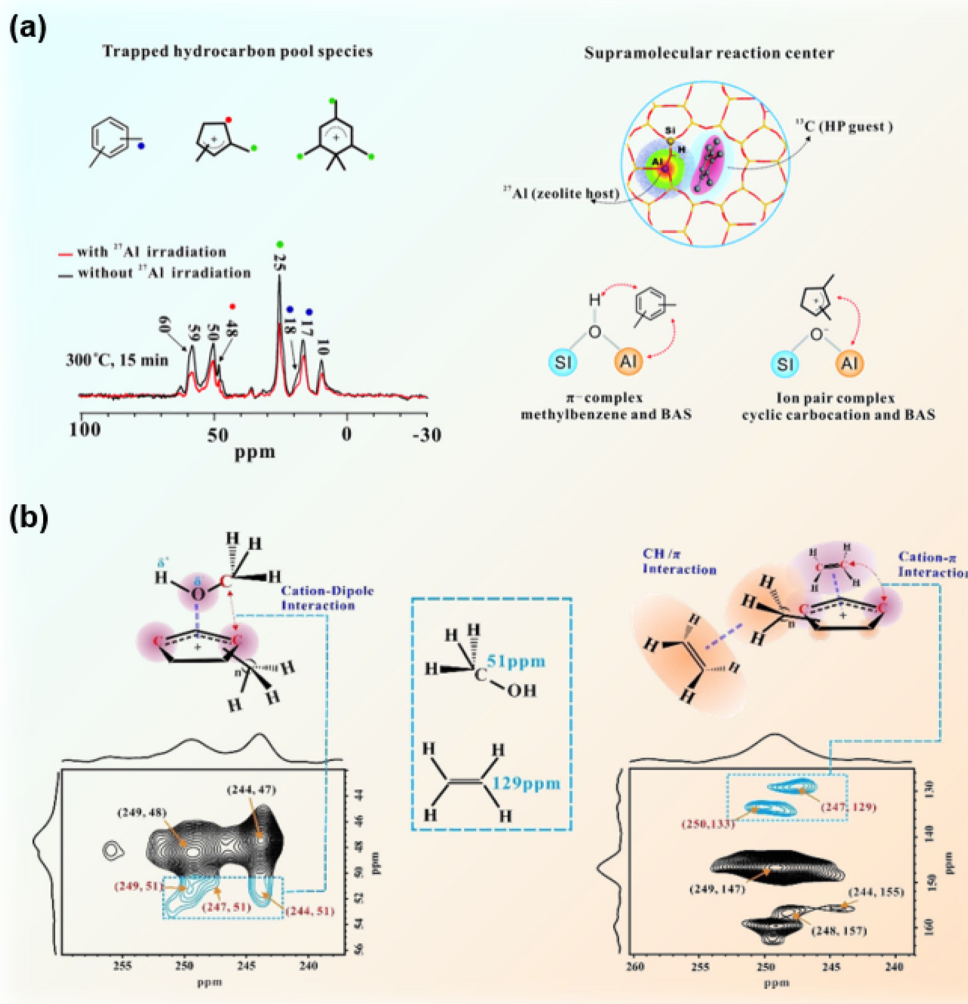 (a)
Trapped hydrocarbon pool species
+
+
with ²⁷Al irradiation
without ²⁷Al irradiation
300°C, 15 min
60
59
50
48
25
18
17
10
100
50
0
-30
ppm
Supramolecular reaction center
Si
H
Al
¹³C (HP guest )
²⁷Al (zeolite host)
H
O
SI
Al
π- complex
methylbenzene and BAS
+
O⁻
SI
Al
Ion pair complex
cyclic carbocation and BAS
(b)
H
H
H
δ⁺
H
δ⁻
O
C
H
Cation-Dipole
Interaction
C
C
+
n
H
H
H
H
H
H
C
51ppm
OH
H
H
129ppm
H
H
CH/π
Interaction
Cation-π
Interaction
H
H
C
C
H
H
H
H
C
n
H
C
C
+
H
H
H
H
(249, 48)
(244, 47)
(249, 51)
(247, 51)
(244, 51)
44
46
48
50
52
54
56
ppm
255
250
245
240
ppm
(247, 129)
(250,133)
(249, 147)
(244, 155)
(248, 157)
130
140
150
160
ppm
260
255
250
245
240
ppm